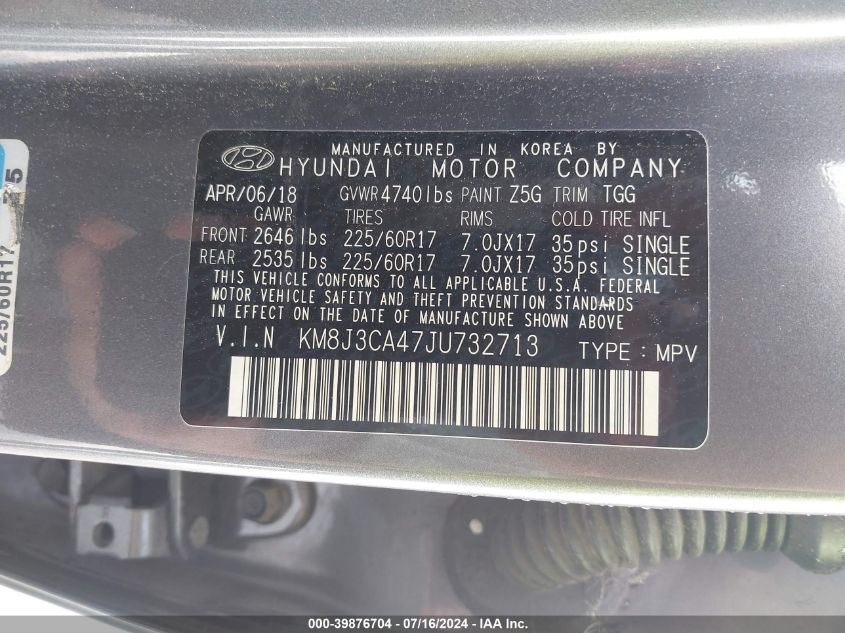 MANUFACTURED IN KOREA BY
HYUNDAI MOTOR COMPANY
APR/06/18 GVWR 4740lbs PAINT Z5G TRIM TGG
GAWR TIRES RIMS COLD TIRE INFL
FRONT 2646lbs 225/60R17 7.0JX17 35psi SINGLE
REAR 2535lbs 225/60R17 7.0JX17 35psi SINGLE
THIS VEHICLE CONFORMS TO ALL APPLICABLE U.S.A. FEDERAL
MOTOR VEHICLE SAFETY AND THEFT PREVENTION STANDARDS
IN EFFECT ON THE DATE OF MANUFACTURE SHOWN ABOVE
V.I.N KM8J3CA47JU732713 TYPE : MPV
225/60R17
000-39876704 - 07/16/2024 - IAA Inc.